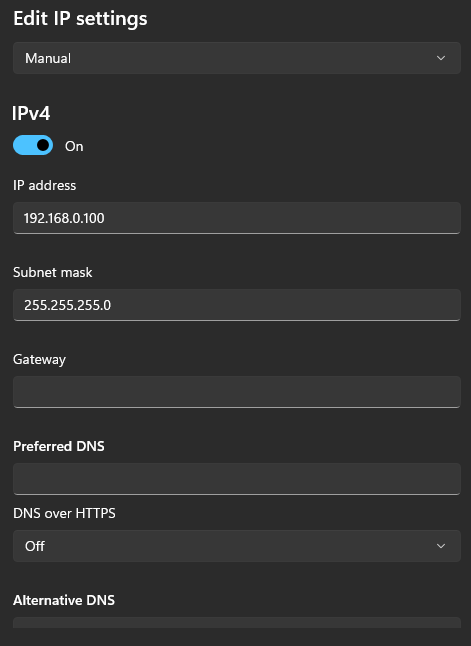 Edit IP settings
Manual
IPv4
On
IP address
192.168.0.100
Subnet mask
255.255.255.0
Gateway
Preferred DNS
DNS over HTTPS
Off
Alternative DNS